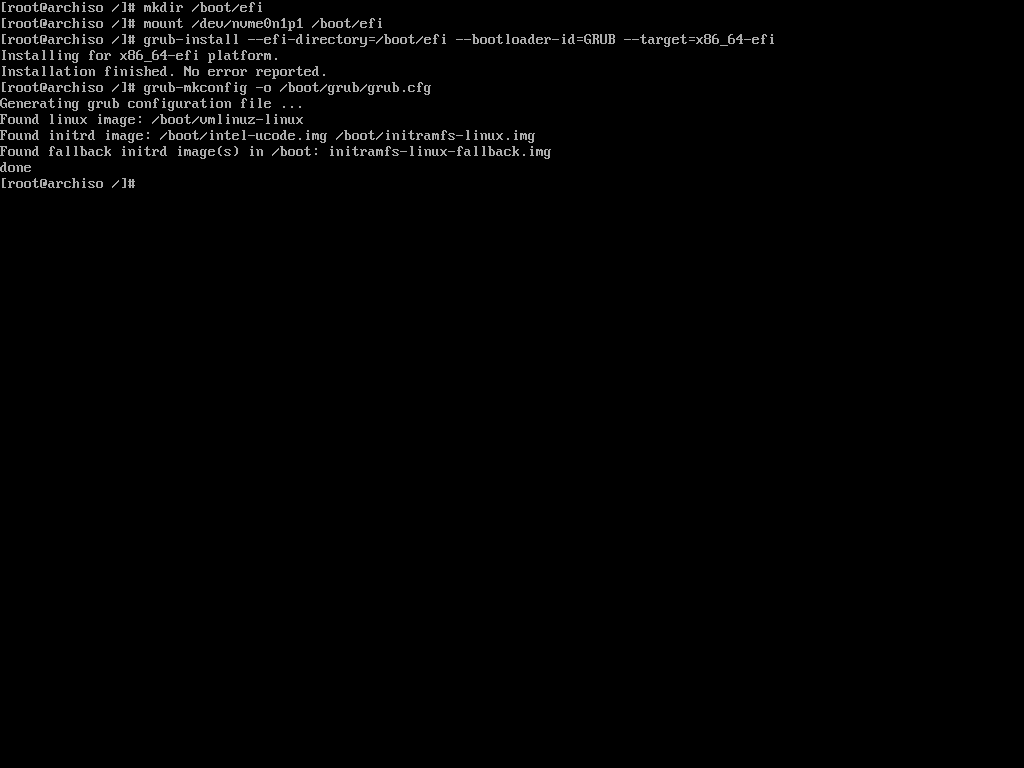 [root@archiso /]# mkdir /boot/efi
[root@archiso /]# mount /dev/nvme0n1p1 /boot/efi
[root@archiso /]# grub-install --efi-directory=/boot/efi --bootloader-id=GRUB --target=x86_64-efi
Installing for x86_64-efi platform.
Installation finished. No error reported.
[root@archiso /]# grub-mkconfig -o /boot/grub/grub.cfg
Generating grub configuration file ...
Found linux image: /boot/vmlinuz-linux
Found initrd image: /boot/intel-ucode.img /boot/initramfs-linux.img
Found fallback initrd image(s) in /boot: initramfs-linux-fallback.img
done
[root@archiso /]#